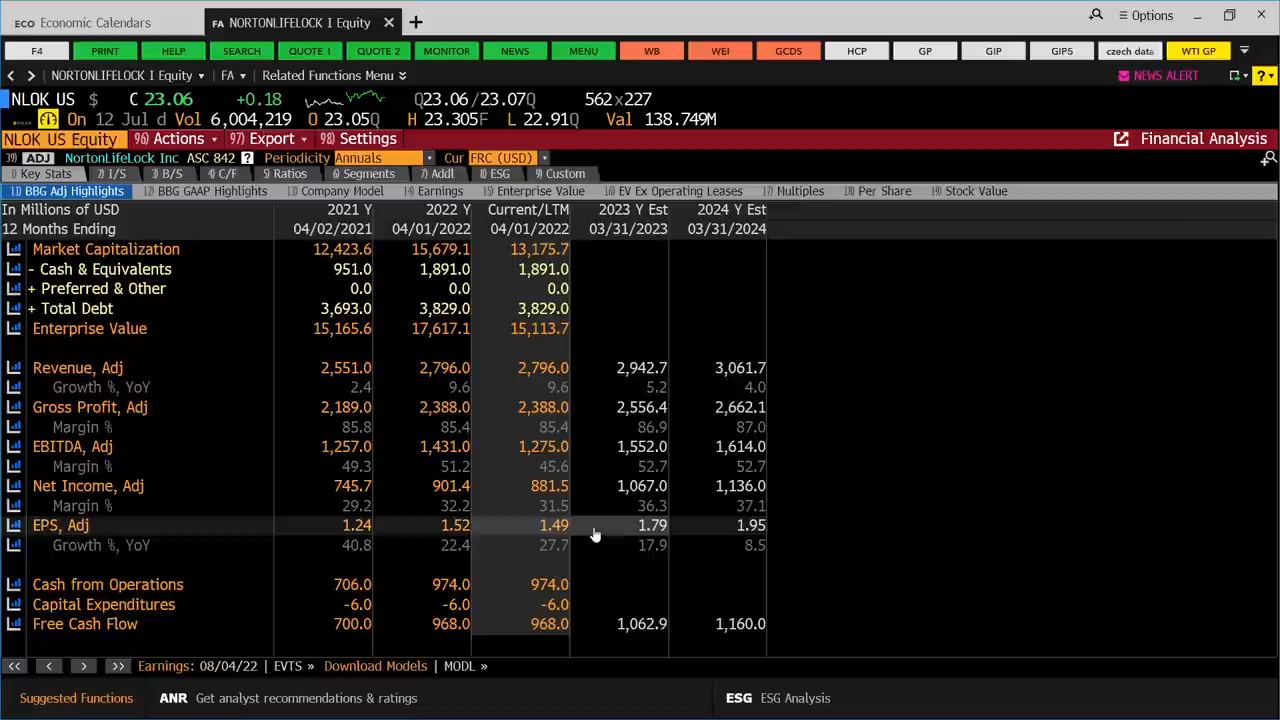 ECO Economic Calendars FA NORTONLIFELOCK I Equity
Options
F4 PRINT HELP SEARCH QUOTE 1 QUOTE 2 MONITOR NEWS MENU WB WEI GCDS HCP GP GIP GIP5 czech data WTI GP
NORTONLIFELOCK I Equity FA Related Functions Menu NEWS ALERT ?
NLOK US $ C 23.06 +0.18 Q23.06/23.07Q 562x227
On 12 Jul d Vol 6,004,219 O 23.05Q H 23.305F L 22.91Q Val 138.749M
NLOK US Equity 96) Actions 97) Export 98) Settings Financial Analysis
39) ADJ NortonLifeLock Inc ASC 842 ? Periodicity Annuals Cur FRC (USD)
1) Key Stats 2) I/S 3) B/S 4) C/F 5) Ratios 6) Segments 7) Addl 8) ESG 9) Custom
11) BBG Adj Highlights 12) BBG GAAP Highlights 13) Company Model 14) Earnings 15) Enterprise Value 16) EV Ex Operating Leases 17) Multiples 18) Per Share 19) Stock Value
In Millions of USD 2021 Y 2022 Y Current/LTM 2023 Y Est 2024 Y Est
12 Months Ending 04/02/2021 04/01/2022 04/01/2022 03/31/2023 03/31/2024
Market Capitalization 12,423.6 15,679.1 13,175.7
- Cash & Equivalents 951.0 1,891.0 1,891.0
+ Preferred & Other 0.0 0.0 0.0
+ Total Debt 3,693.0 3,829.0 3,829.0
Enterprise Value 15,165.6 17,617.1 15,113.7
Revenue, Adj 2,551.0 2,796.0 2,796.0 2,942.7 3,061.7
Growth %, YoY 2.4 9.6 9.6 5.2 4.0
Gross Profit, Adj 2,189.0 2,388.0 2,388.0 2,556.4 2,662.1
Margin % 85.8 85.4 85.4 86.9 87.0
EBITDA, Adj 1,257.0 1,431.0 1,275.0 1,552.0 1,614.0
Margin % 49.3 51.2 45.6 52.7 52.7
Net Income, Adj 745.7 901.4 881.5 1,067.0 1,136.0
Margin % 29.2 32.2 31.5 36.3 37.1
EPS, Adj 1.24 1.52 1.49 1.79 1.95
Growth %, YoY 40.8 22.4 27.7 17.9 8.5
Cash from Operations 706.0 974.0 974.0
Capital Expenditures -6.0 -6.0 -6.0
Free Cash Flow 700.0 968.0 968.0 1,062.9 1,160.0
Earnings: 08/04/22 | EVTS » Download Models | MODL »
Suggested Functions ANR Get analyst recommendations & ratings ESG ESG Analysis